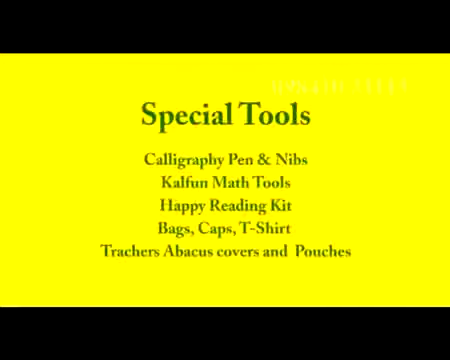 Special Tools
Calligraphy Pen & Nibs
Kalfun Math Tools
Happy Reading Kit
Bags, Caps, T-Shirt
Trachers Abacus covers and Pouches